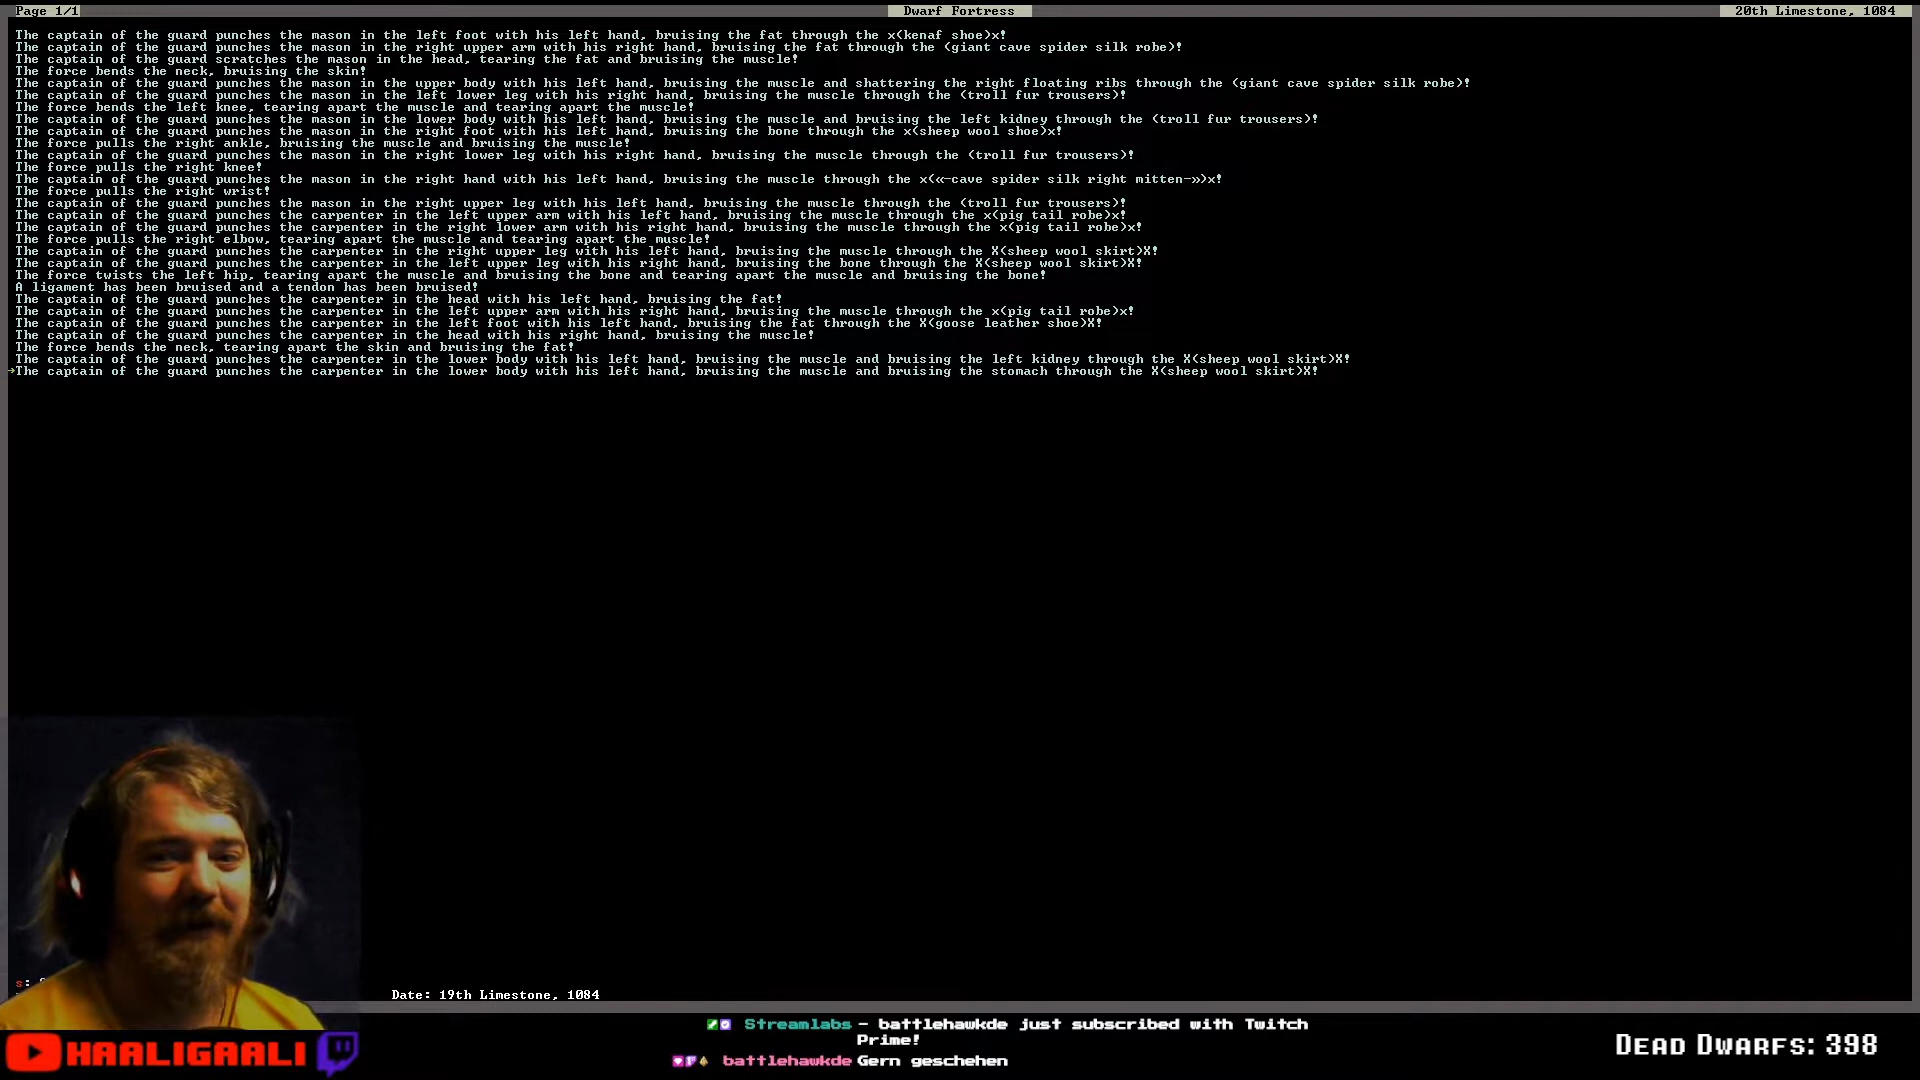 Page 1/1 Dwarf Fortress 20th Limestone, 1084
The captain of the guard punches the mason in the left foot with his left hand, bruising the fat through the x(kenaf shoe)x!
The captain of the guard punches the mason in the right upper arm with his right hand, bruising the fat through the (giant cave spider silk robe)!
The captain of the guard scratches the mason in the head, tearing the fat and bruising the muscle!
The force bends the neck, bruising the skin!
The captain of the guard punches the mason in the upper body with his left hand, bruising the muscle and shattering the right floating ribs through the (giant cave spider silk robe)!
The captain of the guard punches the mason in the left lower leg with his right hand, bruising the muscle through the (troll fur trousers)!
The force bends the left knee, tearing apart the muscle and tearing apart the muscle!
The captain of the guard punches the mason in the lower body with his left hand, bruising the muscle and bruising the left kidney through the (troll fur trousers)!
The captain of the guard punches the mason in the right foot with his left hand, bruising the bone through the x(sheep wool shoe)x!
The force pulls the right ankle, bruising the muscle and bruising the muscle!
The captain of the guard punches the mason in the right lower leg with his right hand, bruising the muscle through the (troll fur trousers)!
The force pulls the right knee!
The captain of the guard punches the mason in the right hand with his left hand, bruising the muscle through the x(«-cave spider silk right mitten-»)x!
The force pulls the right wrist!
The captain of the guard punches the mason in the right upper leg with his left hand, bruising the muscle through the (troll fur trousers)!
The captain of the guard punches the carpenter in the left upper arm with his left hand, bruising the muscle through the x(pig tail robe)x!
The captain of the guard punches the carpenter in the right lower arm with his right hand, bruising the muscle through the x(pig tail robe)x!
The force pulls the right elbow, tearing apart the muscle and tearing apart the muscle!
The captain of the guard punches the carpenter in the right upper leg with his left hand, bruising the muscle through the X(sheep wool skirt)X!
The captain of the guard punches the carpenter in the left upper leg with his right hand, bruising the bone through the X(sheep wool skirt)X!
The force twists the left hip, tearing apart the muscle and bruising the bone and tearing apart the muscle and bruising the bone!
A ligament has been bruised and a tendon has been bruised!
The captain of the guard punches the carpenter in the head with his left hand, bruising the fat!
The captain of the guard punches the carpenter in the left upper arm with his right hand, bruising the muscle through the x(pig tail robe)x!
The captain of the guard punches the carpenter in the left foot with his left hand, bruising the fat through the X(goose leather shoe)X!
The captain of the guard punches the carpenter in the head with his right hand, bruising the muscle!
The force bends the neck, tearing apart the skin and bruising the fat!
The captain of the guard punches the carpenter in the lower body with his left hand, bruising the muscle and bruising the left kidney through the X(sheep wool skirt)X!
→The captain of the guard punches the carpenter in the lower body with his left hand, bruising the muscle and bruising the stomach through the X(sheep wool skirt)X!
s:
Date: 19th Limestone, 1084
Streamlabs – battlehawkde just subscribed with Twitch
Prime!
battlehawkde Gern geschehen
HAALIGAALI
Dead Dwarfs: 398